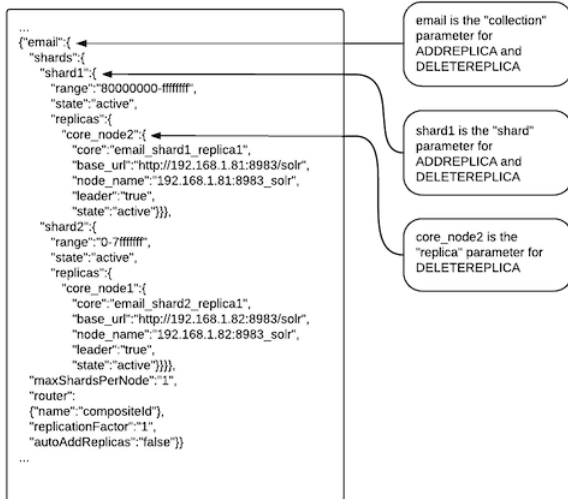 ...
{"email":{
"shards":{
"shard1":{
"range":"80000000-ffffffff",
"state":"active",
"replicas":{
"core_node2":{
"core":"email_shard1_replica1",
"base_url":"http://192.168.1.81:8983/solr",
"node_name":"192.168.1.81:8983_solr",
"leader":"true",
"state":"active"}}},
"shard2":{
"range":"0-7fffffff",
"state":"active",
"replicas":{
"core_node1":{
"core":"email_shard2_replica1",
"base_url":"http://192.168.1.82:8983/solr",
"node_name":"192.168.1.82:8983_solr",
"leader":"true",
"state":"active"}}}},
"maxShardsPerNode":"1",
"router":
{"name":"compositeId"},
"replicationFactor":"1",
"autoAddReplicas":"false"}}
...
email is the "collection"
parameter for
ADDREPLICA and
DELETEREPLICA
shard1 is the "shard"
parameter for
ADDREPLICA and
DELETEREPLICA
core_node2 is the
"replica" parameter for
DELETEREPLICA